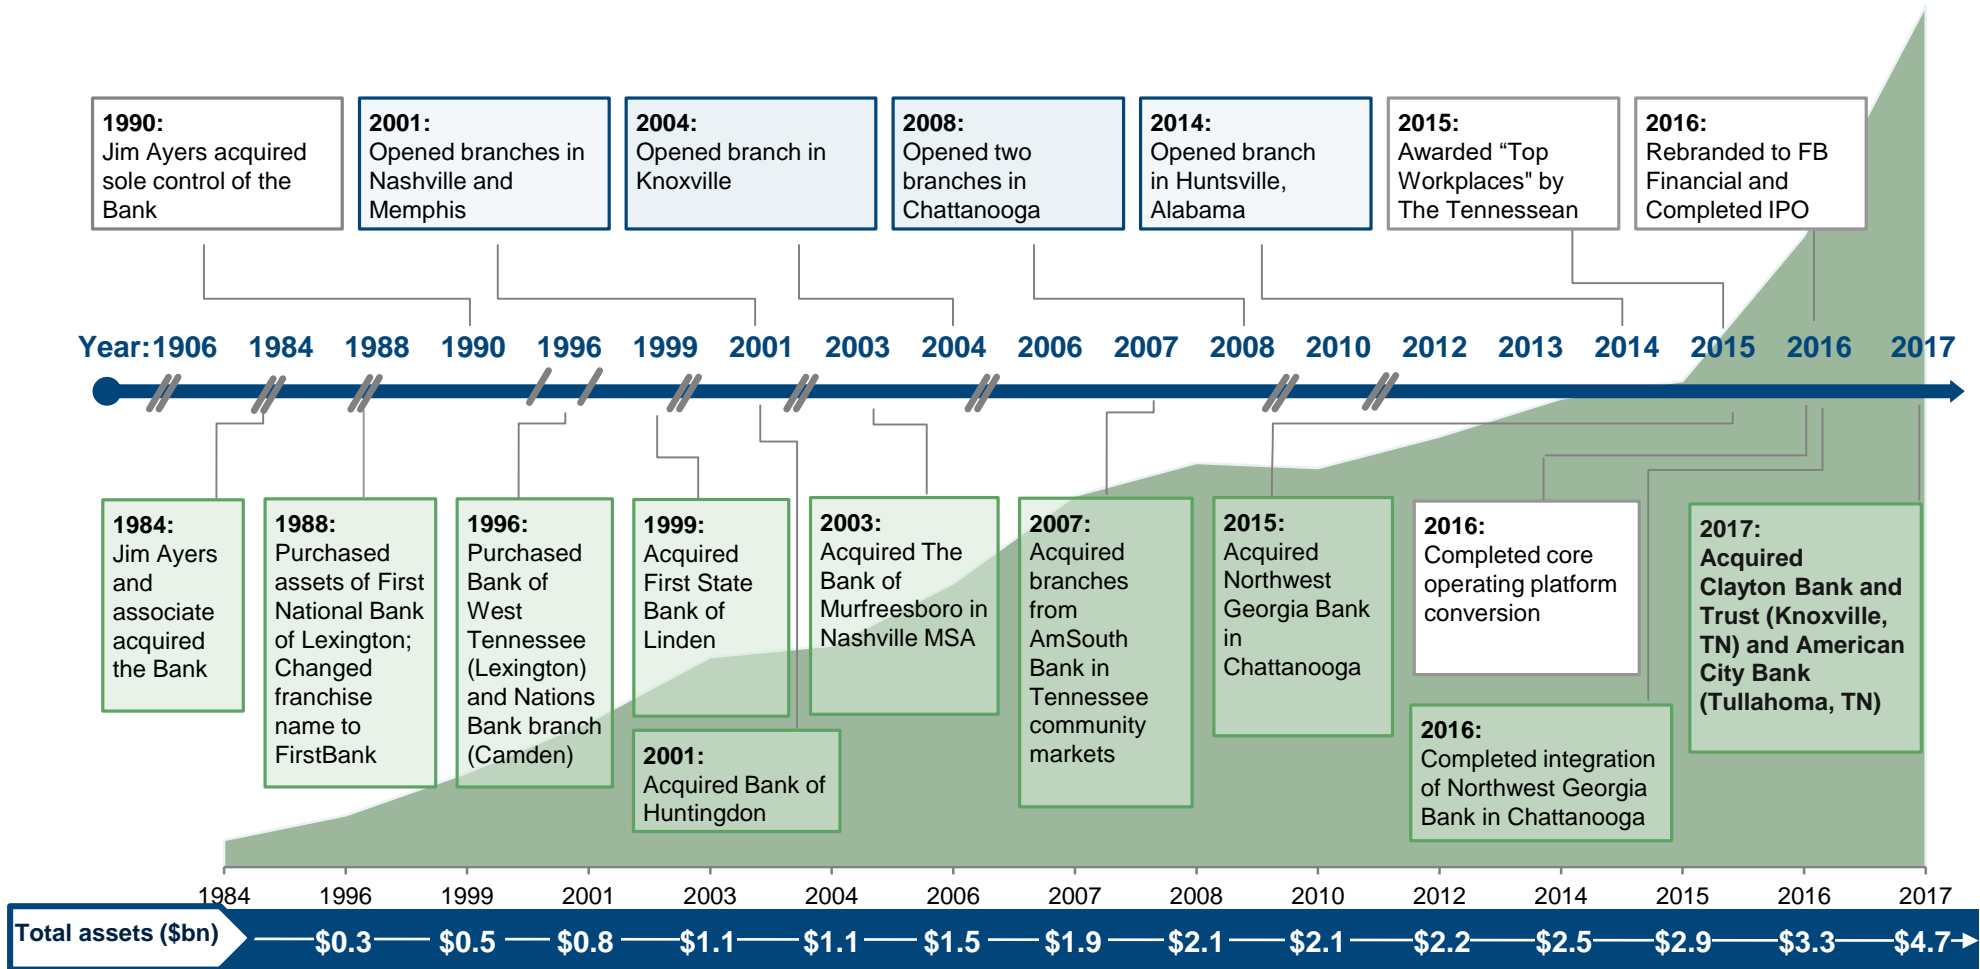 1990:
Jim Ayers acquired
sole control of the
Bank
2001:
Opened branches in
Nashville and
Memphis
2004:
Opened branch in
Knoxville
2008:
Opened two
branches in
Chattanooga
2014:
Opened branch
in Huntsville,
Alabama
2015:
Awarded “Top
Workplaces" by
The Tennessean
2016:
Rebranded to FB
Financial and
Completed IPO
Year: 1906 1984 1988 1990 1996 1999 2001 2003 2004 2006 2007 2008 2010 2012 2013 2014 2015 2016 2017
1984:
Jim Ayers
and
associate
acquired
the Bank
1988:
Purchased
assets of First
National Bank
of Lexington;
Changed
franchise
name to
FirstBank
1996:
Purchased
Bank of
West
Tennessee
(Lexington)
and Nations
Bank branch
(Camden)
1999:
Acquired
First State
Bank of
Linden
2001:
Acquired Bank of
Huntingdon
2003:
Acquired The
Bank of
Murfreesboro in
Nashville MSA
2007:
Acquired
branches
from
AmSouth
Bank in
Tennessee
community
markets
2015:
Acquired
Northwest
Georgia Bank
in
Chattanooga
2016:
Completed core
operating platform
conversion
2016:
Completed integration
of Northwest Georgia
Bank in Chattanooga
2017:
Acquired
Clayton Bank and
Trust (Knoxville,
TN) and American
City Bank
(Tullahoma, TN)
1984 1996 1999 2001 2003 2004 2006 2007 2008 2010 2012 2014 2015 2016 2017
Total assets ($bn) $0.3 $0.5 $0.8 $1.1 $1.1 $1.5 $1.9 $2.1 $2.1 $2.2 $2.5 $2.9 $3.3 $4.7